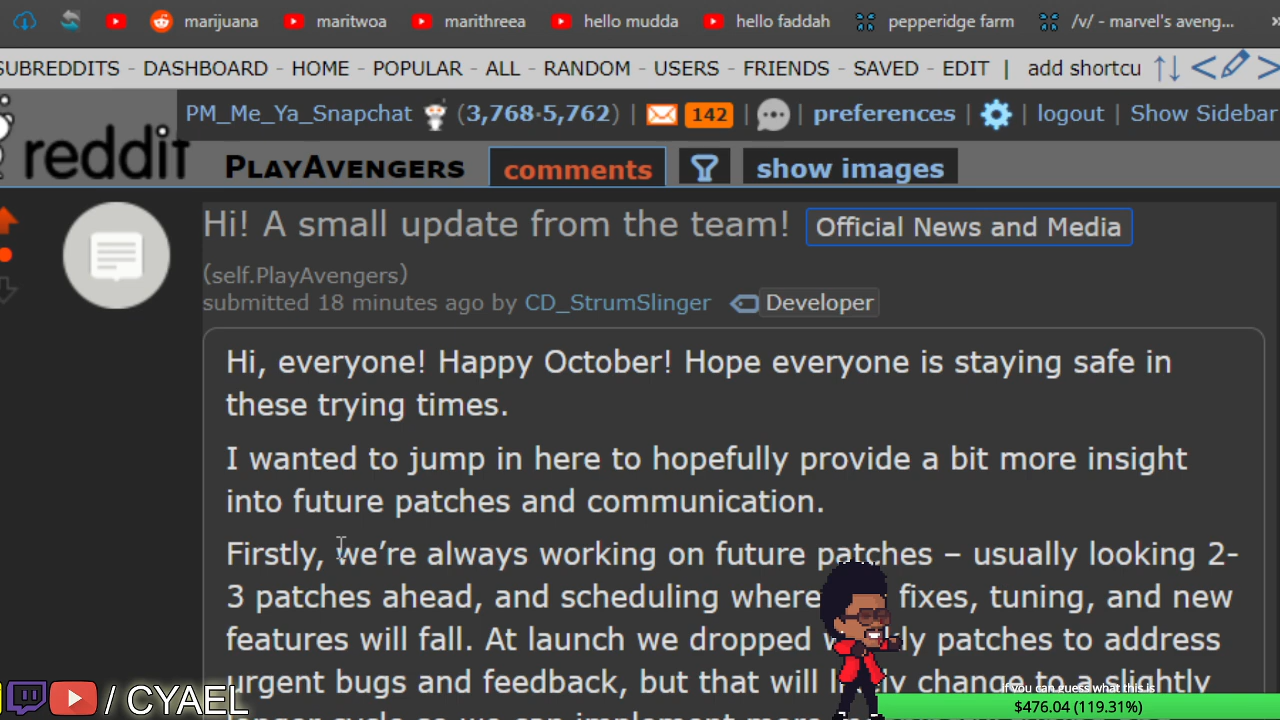 marijuana maritwoa marithreea hello mudda hello faddah pepperidge farm /v/ - marvel's aveng... »
SUBREDDITS - DASHBOARD - HOME - POPULAR - ALL - RANDOM - USERS - FRIENDS - SAVED - EDIT | add shortcu
PM_Me_Ya_Snapchat (3,768·5,762) | 142 | | preferences | | logout | Show Sidebar
reddit PLAYAVENGERS comments show images
Hi! A small update from the team! Official News and Media
(self.PlayAvengers)
submitted 18 minutes ago by CD_StrumSlinger Developer
Hi, everyone! Happy October! Hope everyone is staying safe in
these trying times.
I wanted to jump in here to hopefully provide a bit more insight
into future patches and communication.
Firstly, we’re always working on future patches – usually looking 2-
3 patches ahead, and scheduling where fixes, tuning, and new
features will fall. At launch we dropped patches to address
urgent bugs and feedback, but that will change to a slightly
/ CYAEL
If you can guess what this is
$476.04 (119.31%)